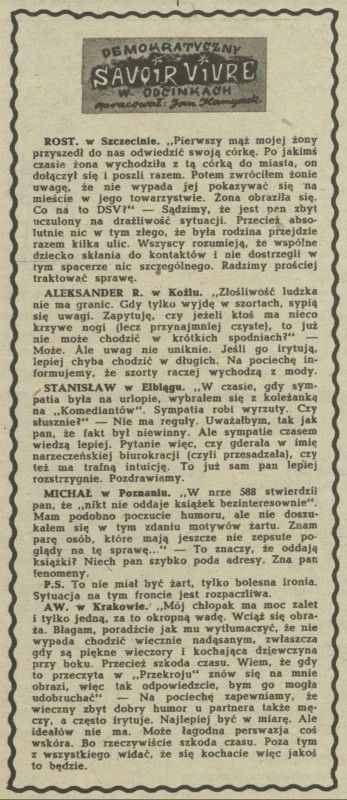 DEMOKRATYCZNY
SAVOIR VIVRE
W ODCINKACH
opracował: Jan Kamyczek
ROST. w Szczecinie. „Pierwszy mąż mojej żony
przyszedł do nas odwiedzić swoją córkę. Po jakimś
czasie żona wychodziła z tą córką do miasta, on
dołączył się i poszli razem. Potem zwróciłem żonie
uwagę, że nie wypada jej pokazywać się na
mieście w jego towarzystwie. Żona obraziła się.
Co na to DSV?" — Sądzimy, że jest pan zbyt
uczulony na drażliwość sytuacji. Przecież abso-
lutnie nic w tym złego, że była rodzina przejdzie
razem kilka ulic. Wszyscy rozumieją, że wspólne
dziecko skłania do kontaktów i nie dostrzegli w
tym spacerze nic szczególnego. Radzimy prościej
traktować sprawę.
ALEKSANDER R. w Koźlu. „Złośliwość ludzka
nie ma granic. Gdy tylko wyjdę w szortach, sypią
się uwagi. Zapytuję, czy jeżeli ktoś ma nieco
krzywe nogi (lecz przynajmniej czyste), to już
nie może chodzić w krótkich spodniach?" —
Może. Ale uwag nie uniknie. Jeśli go irytują,
lepiej chyba chodzić w długich. Na pociechę in-
formujemy, że szorty raczej wychodzą z mody.
STANISŁAW w Elblągu. „W czasie, gdy sym-
patia była na urlopie, wybrałem się z koleżanką
na „Komediantów". Sympatia robi wyrzuty. Czy
słusznie?" — Nie ma reguły. Uważałbym, tak jak
pan, że fakt był niewinny. Ale sympatie czasem
wiedzą lepiej. Pytanie więc, czy gderała w imię
narzeczeńskiej biurokracji (czyli przesadzała), czy
też ma trafną intuicję. To już sam pan lepiej
rozstrzygnie. Pozdrawiamy.
MICHAŁ w Poznaniu. „W nrze 588 stwierdził
pan, że „nikt nie oddaje książek bezinteresownie".
Mam podobno poczucie humoru, ale nie doszu-
kałem się w tym zdaniu motywów żartu. Znam
parę osób, które mają jeszcze nie zepsute po-
glądy na tę sprawę..." — To znaczy, że oddają
książki? Niech pan szybko poda adresy. Zna pan
fenomeny.
P.S. To nie miał być żart, tylko bolesna ironia.
Sytuacja na tym froncie jest rozpaczliwa.
AW. w Krakowie. „Mój chłopak ma moc zalet
i tylko jedną, za to okropną wadę. Wciąż się obra-
ża. Błagam, poradźcie jak mu wytłumaczyć, że nie
wypada chodzić wiecznie nadąsanym, zwłaszcza
gdy są piękne wieczory i kochająca dziewczyna
przy boku. Przecież szkoda czasu. Wiem, że gdy
to przeczyta w „Przekroju" znów się na mnie
obrazi, więc tak odpowiedzcie, bym go mogła
udobruchać" — Na pociechę zapewniamy, że
wieczny zbyt dobry humor u partnera także mę-
czy, a często irytuje. Najlepiej być w miarę. Ale
ideałów nie ma. Może łagodna perswazja coś
wskóra. Bo rzeczywiście szkoda czasu. Poza tym
z wszystkiego widać, że się kochacie więc jakoś
to będzie.